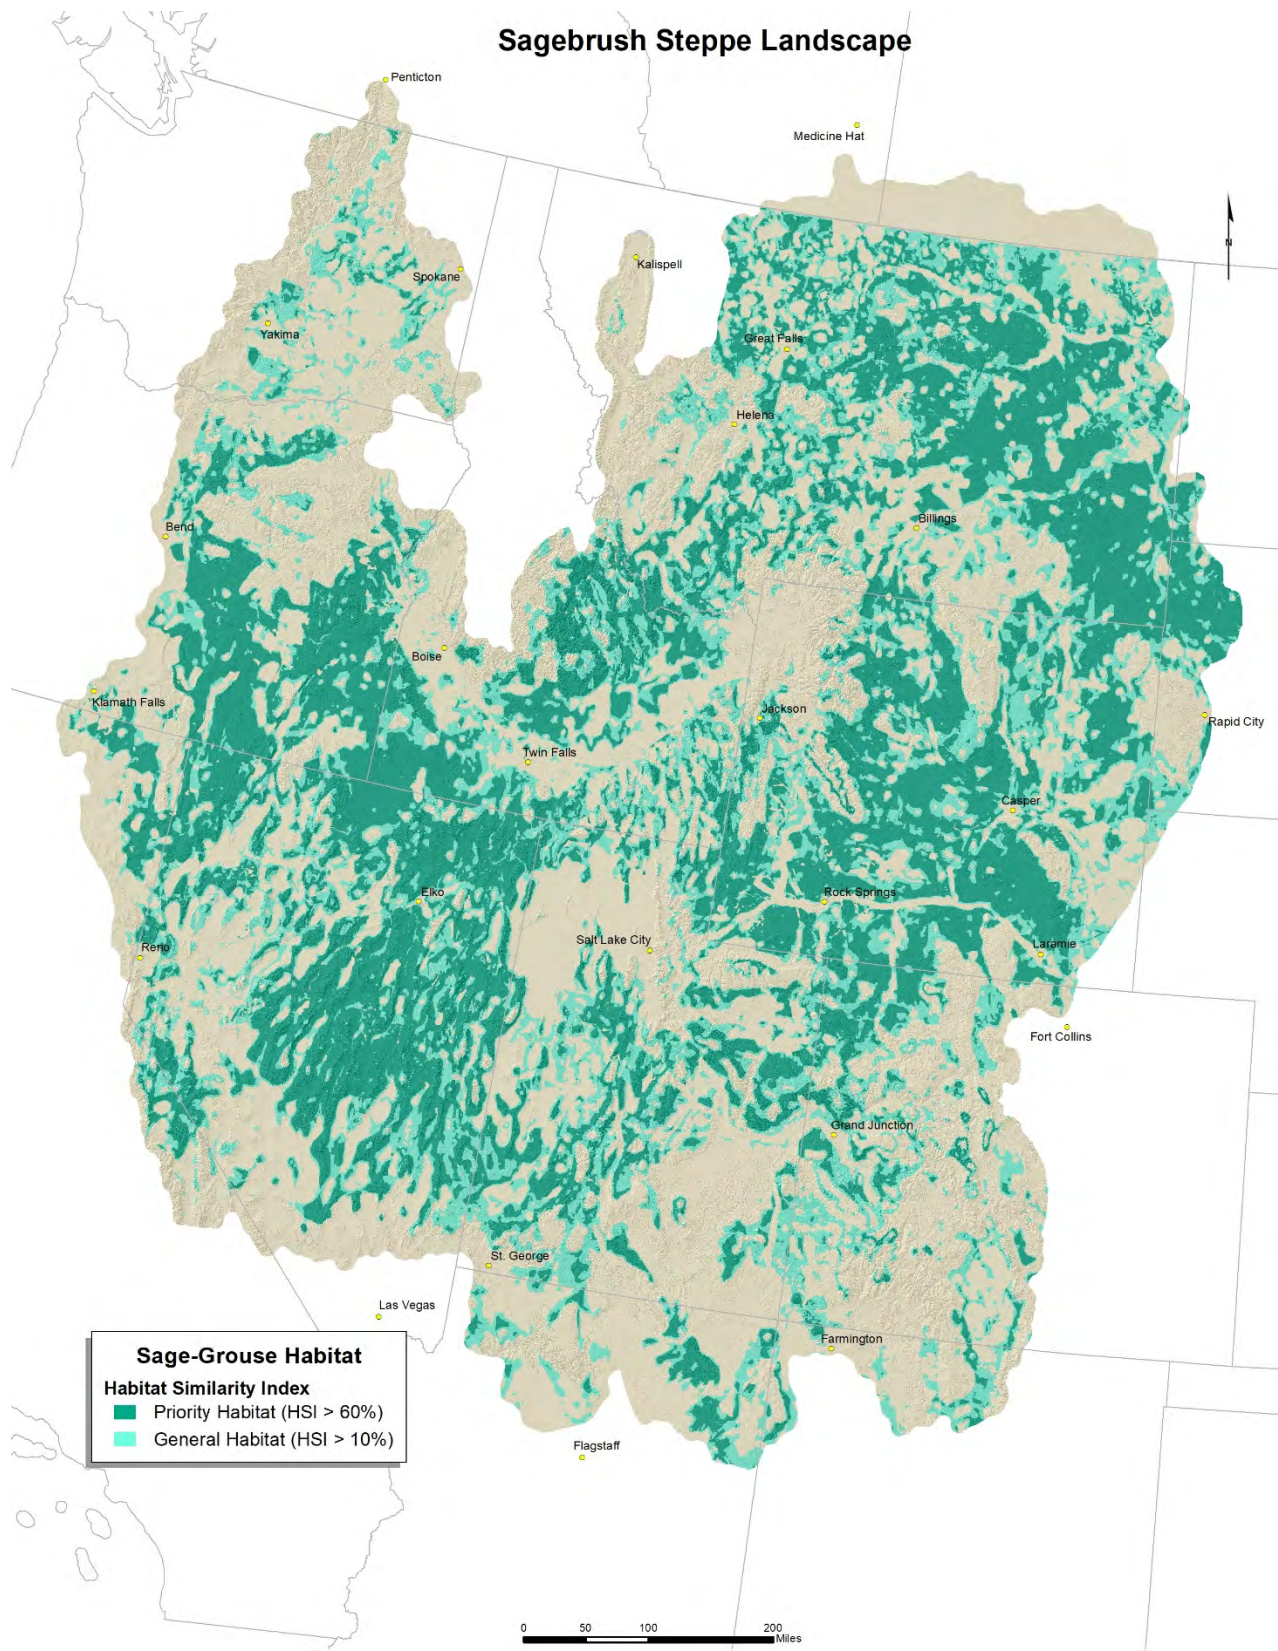 Sagebrush Steppe Landscape
Penticton
Medicine Hat
N
Kalispell
Spokane
Yakima
Great Falls
Helena
Billings
Bend
Boise
Jackson
Klamath Falls
Rapid City
Twin Falls
Casper
Elko
Rock Springs
Salt Lake City
Reno
Laramie
Fort Collins
Grand Junction
St. George
Las Vegas
Farmington
Sage-Grouse Habitat
Habitat Similarity Index
Priority Habitat (HSI > 60%)
General Habitat (HSI > 10%)
Flagstaff
0 50 100 200
Miles